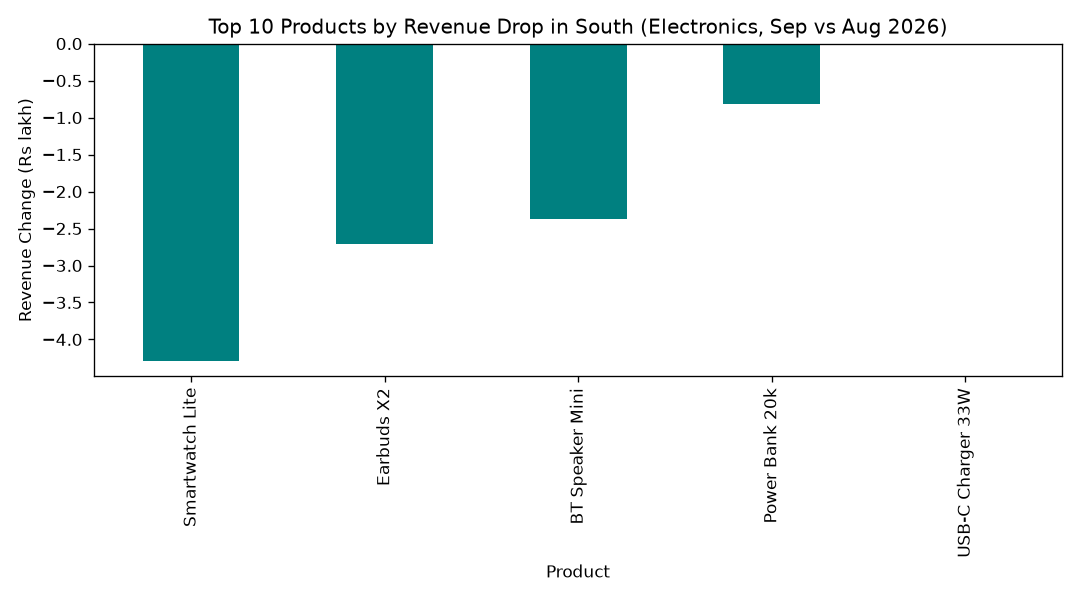 Top 10 Products by Revenue Drop in South (Electronics, Sep vs Aug 2026)
Revenue Change (Rs lakh)
0.0
−0.5
−1.0
−1.5
−2.0
−2.5
−3.0
−3.5
−4.0
Smartwatch Lite
Earbuds X2
BT Speaker Mini
Power Bank 20k
USB-C Charger 33W
Product